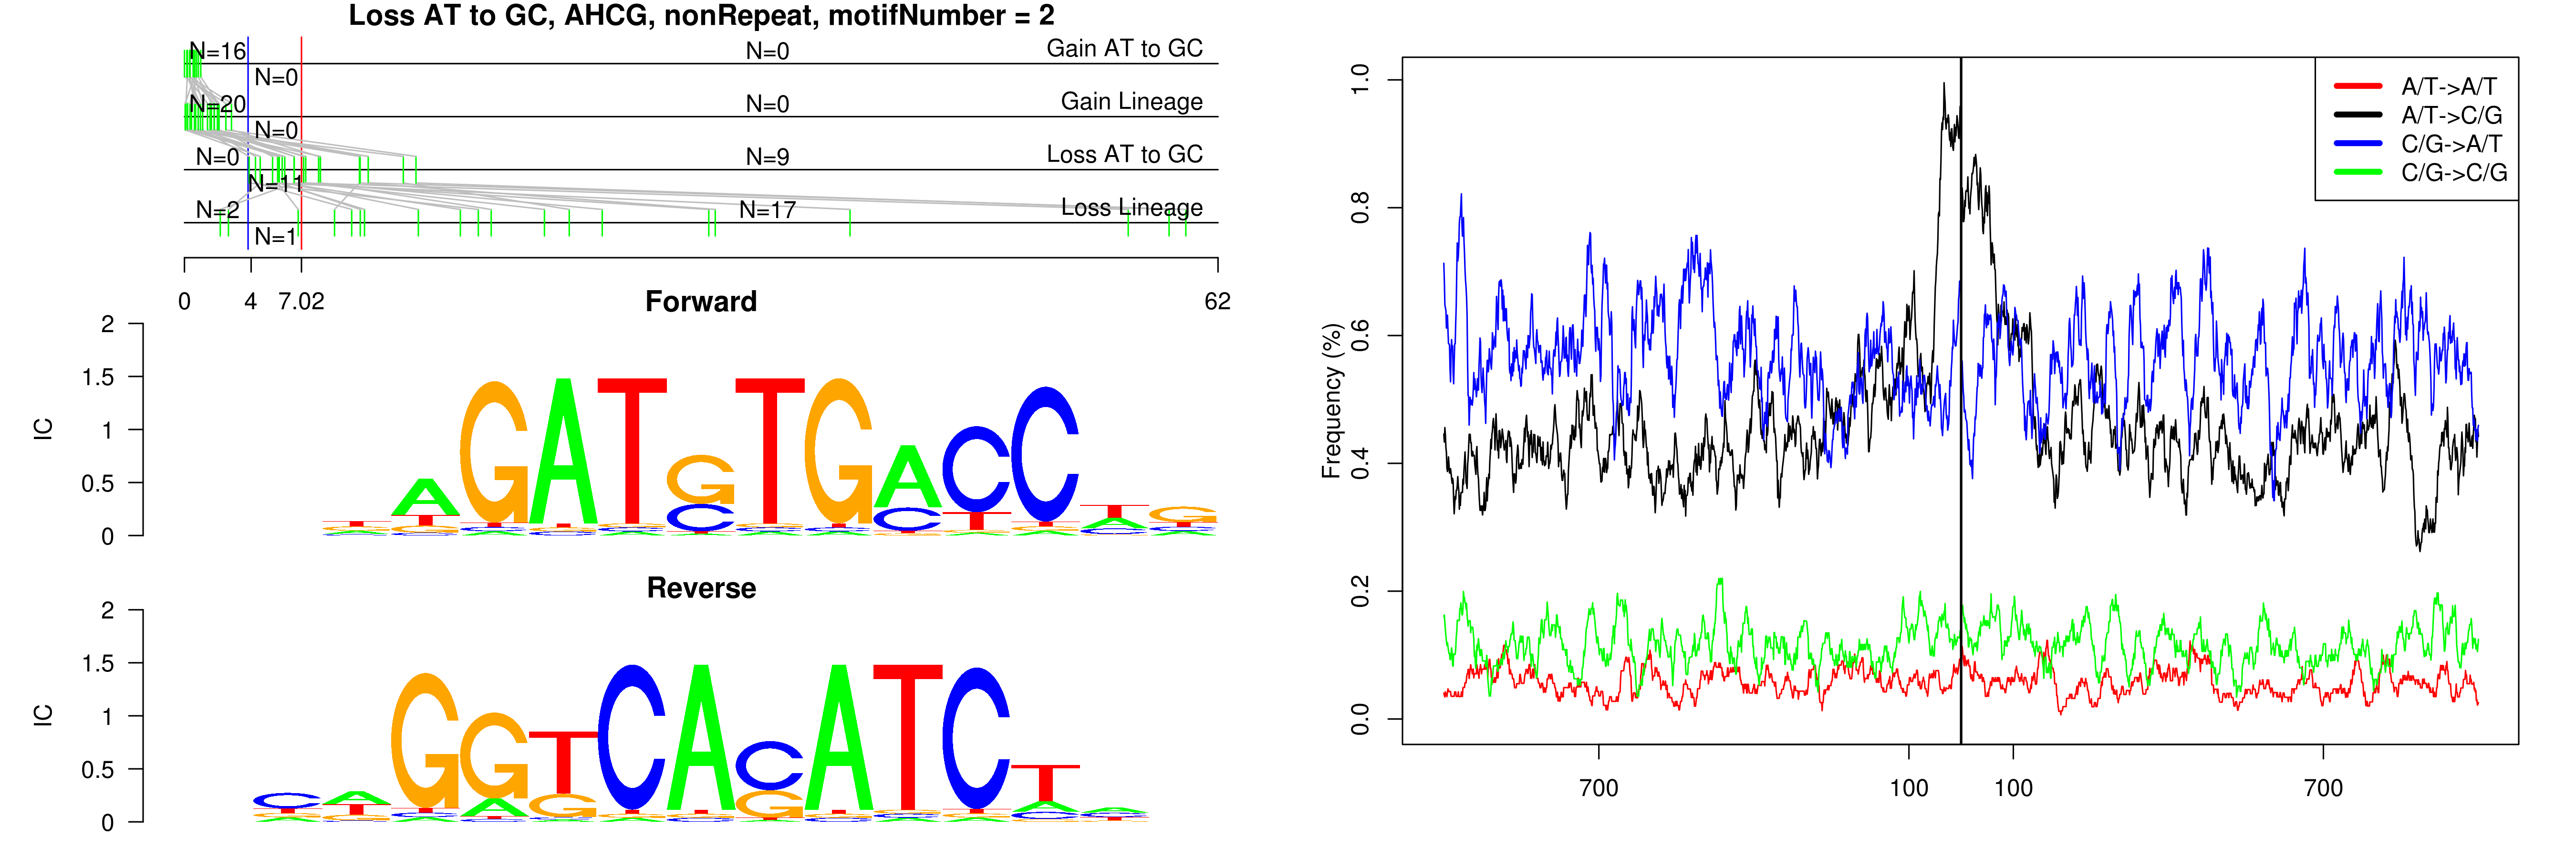 Loss AT to GC, AHCG, nonRepeat, motifNumber = 2
N=16 N=0 Gain AT to GC
N=0
N=20 N=0 Gain Lineage
N=0
N=0 N=9 Loss AT to GC
N=11
N=2 N=17 Loss Lineage
N=1
0 4 7.02 62
Forward
IC
2
1.5
1
0.5
0
A G A T G C T G A C C T A G
Reverse
IC
2
1.5
1
0.5
0
C A G G T C A C G A T C T A
Frequency (%)
1.0
0.8
0.6
0.4
0.2
0.0
700 100 100 700
A/T->A/T
A/T->C/G
C/G->A/T
C/G->C/G